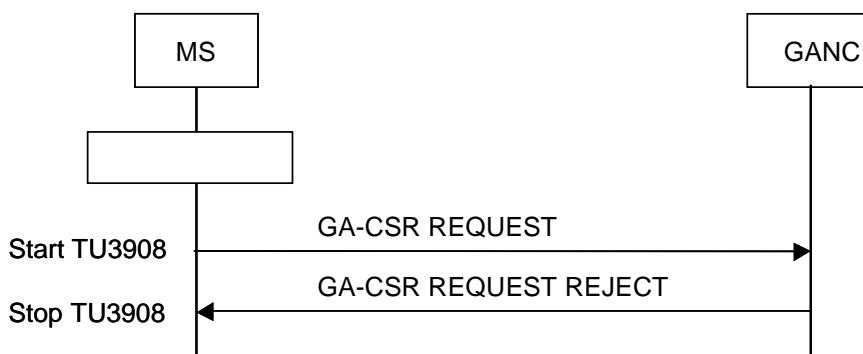 MS
GANC
Start TU3908
GA-CSR REQUEST
GA-CSR REQUEST REJECT
Stop TU3908